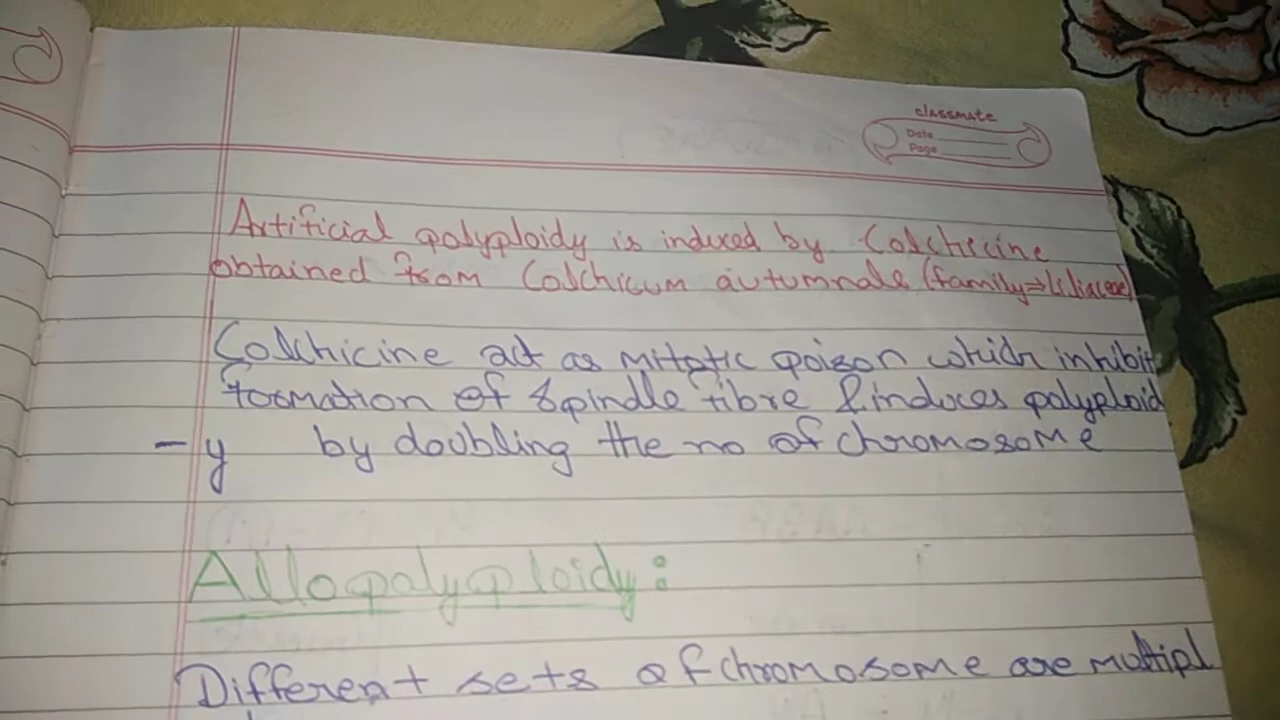 classmate
Date
Page
Artificial polyploidy is induced by Colchicine
obtained from Colchicum autumnale (family⇒Liliaceae)
Colchicine act as mitotic poison which inhibit
formation of spindle fibre & induces polyploid
-y by doubling the no of chromosome
Allopolyploidy:
Different sets of chromosome are multipl